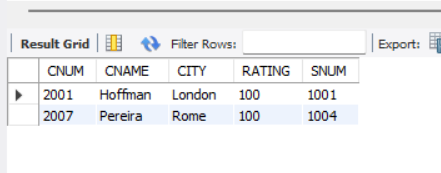 Result Grid Filter Rows: Export:
CNUM CNAME CITY RATING SNUM
2001 Hoffman London 100 1001
2007 Pereira Rome 100 1004